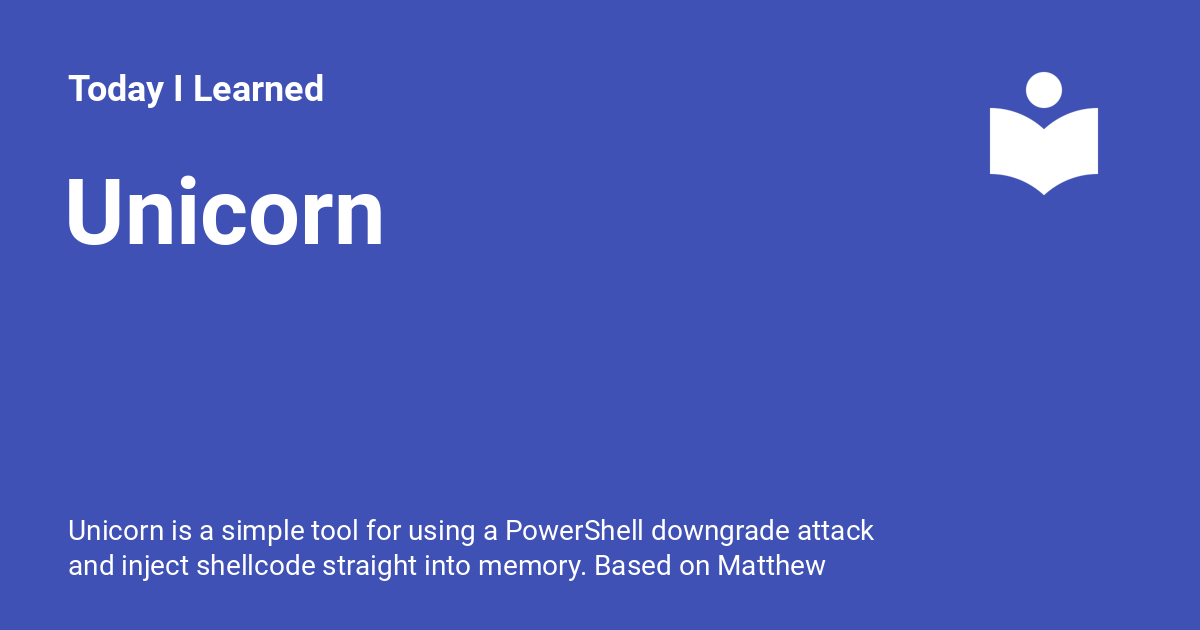 Today I Learned
Unicorn
Unicorn is a simple tool for using a PowerShell downgrade attack
and inject shellcode straight into memory. Based on Matthew